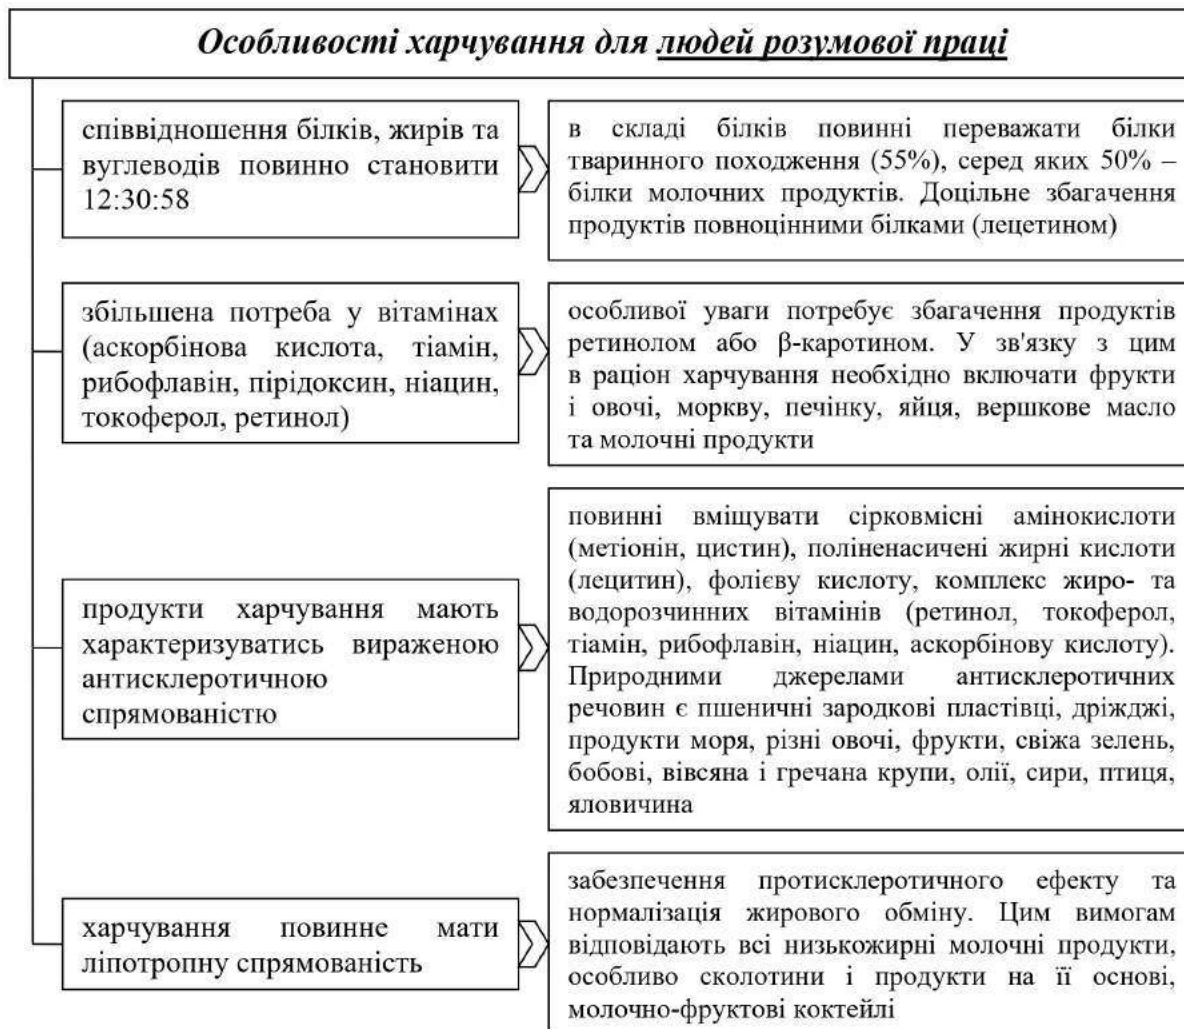 Особливості харчування для людей розумової праці
співвідношення білків, жирів та
вуглеводів повинно становити
12:30:58
в складі білків повинні переважати білки
тваринного походження (55%), серед яких 50% –
білки молочних продуктів. Доцільне збагачення
продуктів повноцінними білками (лецетином)
збільшена потреба у вітамінах
(аскорбінова кислота, тіамін,
рибофлавін, пірідоксин, ніацин,
токоферол, ретинол)
особливої уваги потребує збагачення продуктів
ретинолом або β-каротином. У зв'язку з цим
в раціон харчування необхідно включати фрукти
і овочі, моркву, печінку, яйця, вершкове масло
та молочні продукти
продукти харчування мають
характеризуватись вираженою
антисклеротичною
спрямованістю
повинні вміщувати сірковмісні амінокислоти
(метіонін, цистин), поліненасичені жирні кислоти
(лецитин), фолієву кислоту, комплекс жиро- та
водорозчинних вітамінів (ретинол, токоферол,
тіамін, рибофлавін, ніацин, аскорбінову кислоту).
Природними джерелами антисклеротичних
речовин є пшеничні зародкові пластівці, дріжджі,
продукти моря, різні овочі, фрукти, свіжа зелень,
бобові, вівсяна і гречана крупи, олії, сири, птиця,
яловичина
харчування повинне мати
ліпотропну спрямованість
забезпечення протисклеротичного ефекту та
нормалізація жирового обміну. Цим вимогам
відповідають всі низькожирні молочні продукти,
особливо сколотини і продукти на її основі,
молочно-фруктові коктейлі